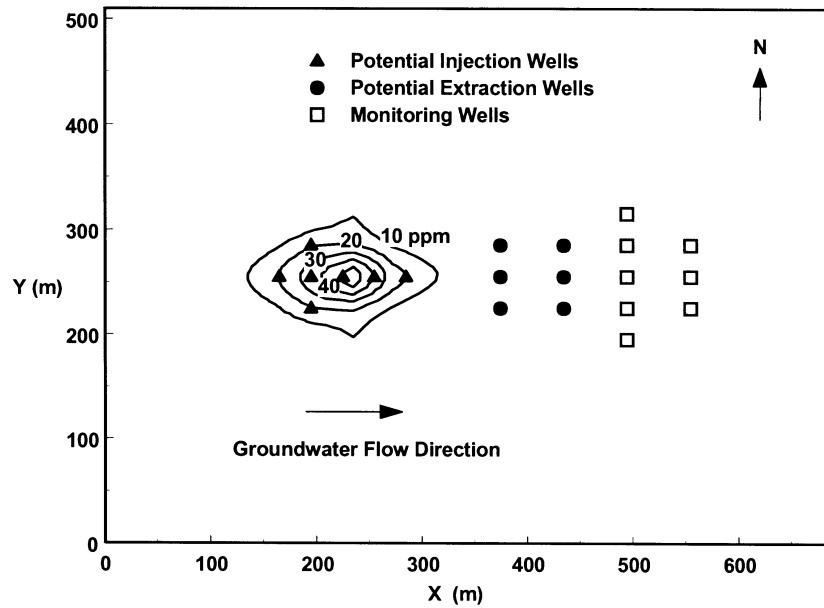 500
400
300
200
100
0
Y (m)
Potential Injection Wells
Potential Extraction Wells
Monitoring Wells
N
10 ppm
20
30
40
Groundwater Flow Direction
0 100 200 300 400 500 600
X (m)